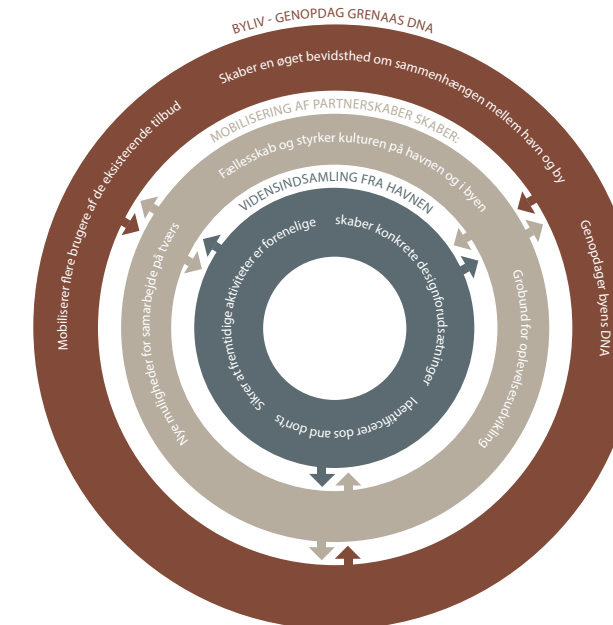 BYLIV - GENOPDAG GRENAAS DNA
Mobiliserer flere brugere af de eksisterende tilbud
Skaber en øget bevidsthed om sammenhængen mellem havn og by
Genopdager byens DNA
MOBILISERING AF PARTNERSKABER SKABER:
Nye muligheder for samarbejde på tværs
Fællesskab og styrker kulturen på havnen og i byen
Grobund for oplevelsesudvikling
VIDENSINDSAMLING FRA HAVNEN
Sikrer at fremtidige aktiviteter er forenelige
skaber konkrete designforudsætninger
Identificerer dos and don'ts